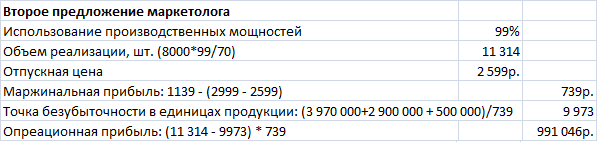 Второе предложение маркетолога
Использование производственных мощностей 99%
Объем реализации, шт. (8000*99/70) 11 314
Отпускная цена 2 599р.
Маржинальная прибыль: 1139 - (2999 - 2599) 739р.
Точка безубыточности в единицах продукции: (3 970 000+2 900 000 + 500 000)/739 9 973
Опреационная прибыль: (11 314 - 9973) * 739 991 046р.